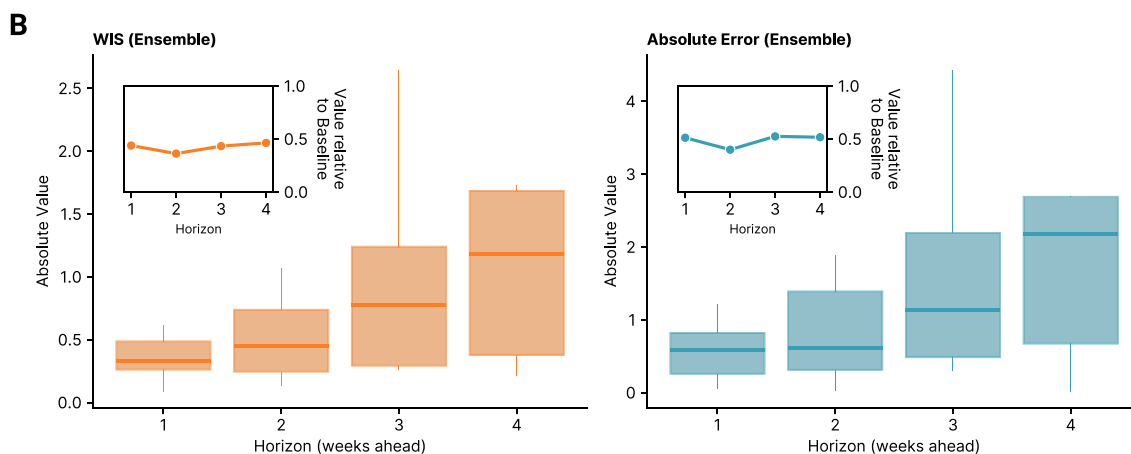 B
WIS (Ensemble)
Absolute Value
2.5
2.0
1.5
1.0
0.5
0.0
1.0
0.5
0.0
Value relative
to Baseline
1 2 3 4
Horizon
1 2 3 4
Horizon (weeks ahead)
Absolute Error (Ensemble)
Absolute Value
4
3
2
1
0
1.0
0.5
0.0
Value relative
to Baseline
1 2 3 4
Horizon
1 2 3 4
Horizon (weeks ahead)